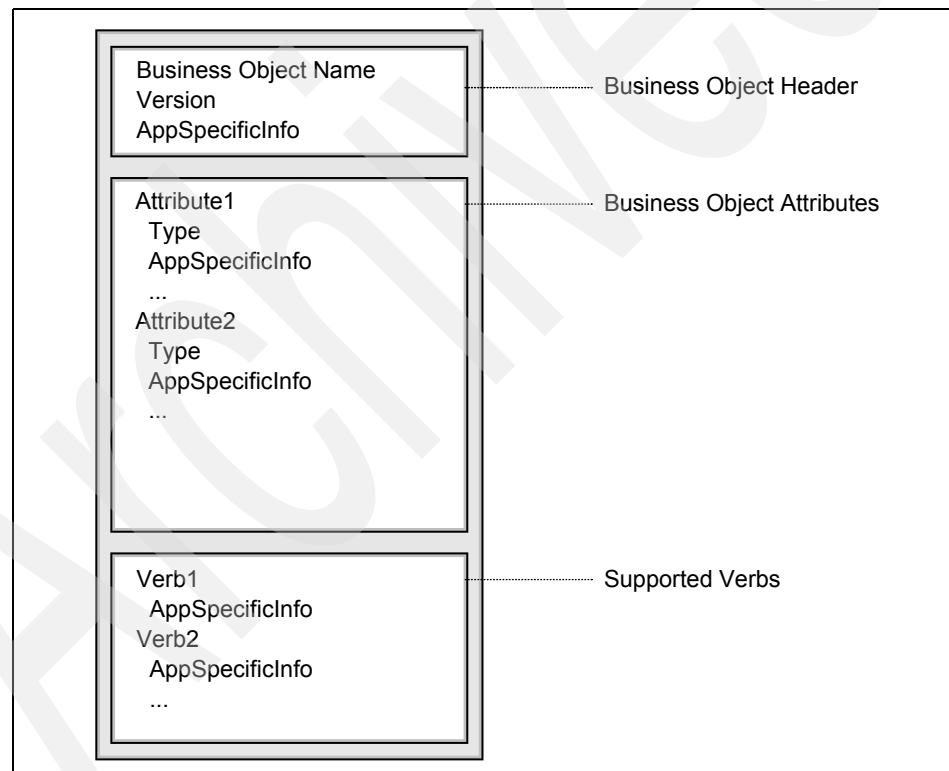 Business Object Name
Version
AppSpecificInfo
Business Object Header
Attribute1
Type
AppSpecificInfo
...
Attribute2
Type
AppSpecificInfo
...
Business Object Attributes
Verb1
AppSpecificInfo
Verb2
AppSpecificInfo
...
Supported Verbs
Archived